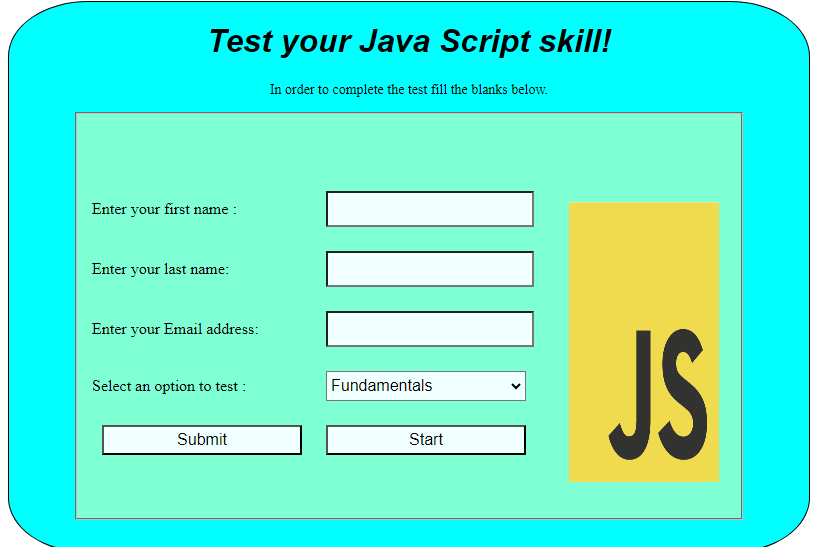 Test your Java Script skill!
In order to complete the test fill the blanks below.
Enter your first name :
Enter your last name:
Enter your Email address:
Select an option to test :
Fundamentals
Submit
Start
JS